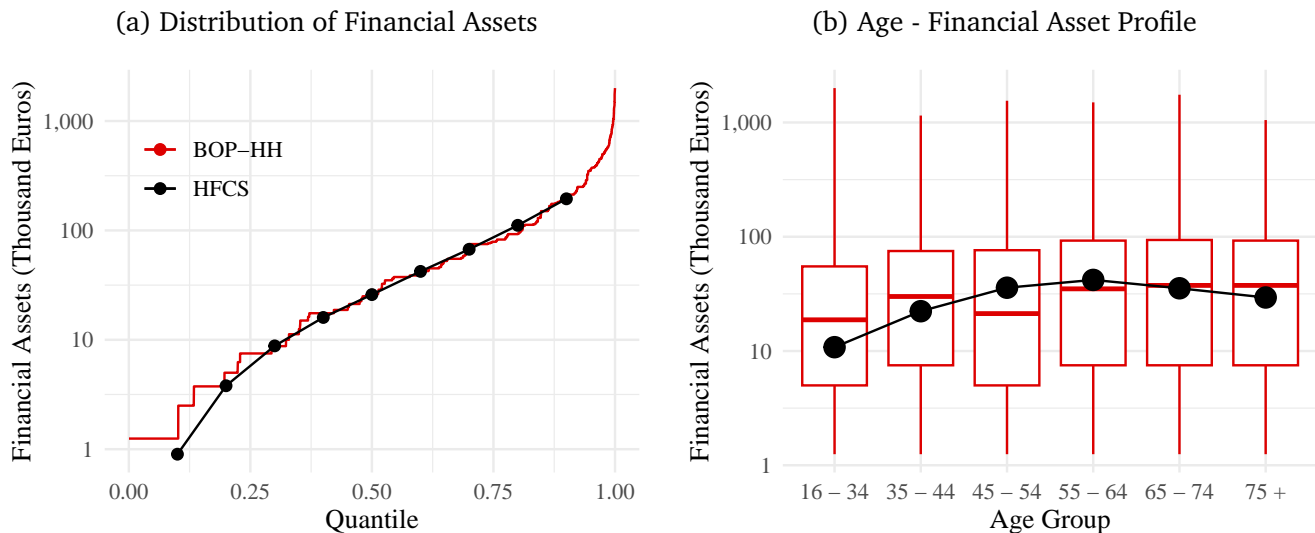 (a) Distribution of Financial Assets
Financial Assets (Thousand Euros)
1,000
100
10
1
BOP−HH
HFCS
0.00 0.25 0.50 0.75 1.00
Quantile
(b) Age - Financial Asset Profile
Financial Assets (Thousand Euros)
1,000
100
10
1
16 − 34 35 − 44 45 − 54 55 − 64 65 − 74 75 +
Age Group